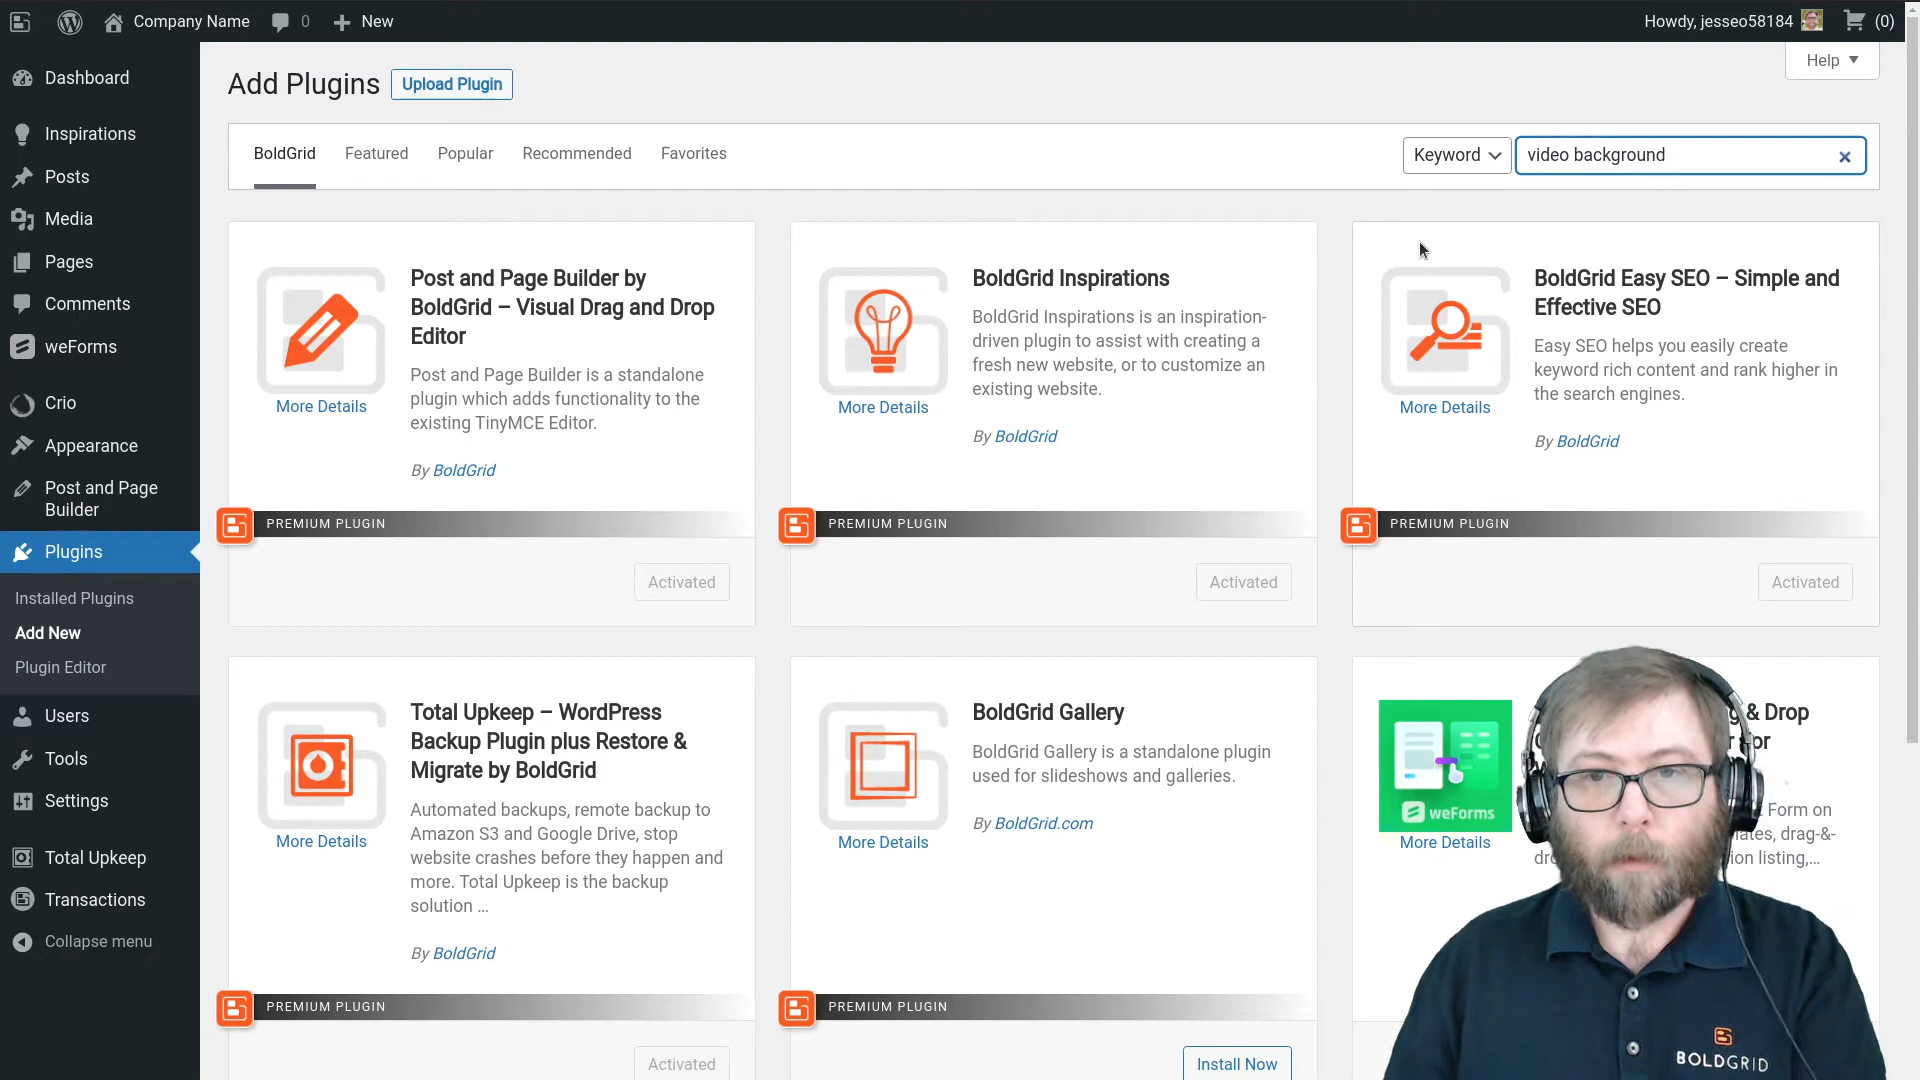 Company Name
0
New
Howdy, jesseo58184
(0)
Dashboard
Inspirations
Posts
Media
Pages
Comments
weForms
Crio
Appearance
Post and Page
Builder
Plugins
Installed Plugins
Add New
Plugin Editor
Users
Tools
Settings
Total Upkeep
Transactions
Collapse menu
Help
Add Plugins
Upload Plugin
BoldGrid
Featured
Popular
Recommended
Favorites
Keyword
video background
Post and Page Builder by
BoldGrid – Visual Drag and Drop
Editor
Post and Page Builder is a standalone
plugin which adds functionality to the
existing TinyMCE Editor.
More Details
By BoldGrid
PREMIUM PLUGIN
Activated
BoldGrid Inspirations
BoldGrid Inspirations is an inspiration-
driven plugin to assist with creating a
fresh new website, or to customize an
existing website.
More Details
By BoldGrid
PREMIUM PLUGIN
Activated
BoldGrid Easy SEO – Simple and
Effective SEO
Easy SEO helps you easily create
keyword rich content and rank higher in
the search engines.
More Details
By BoldGrid
PREMIUM PLUGIN
Activated
Total Upkeep – WordPress
Backup Plugin plus Restore &
Migrate by BoldGrid
Automated backups, remote backup to
Amazon S3 and Google Drive, stop
website crashes before they happen and
more. Total Upkeep is the backup
solution ...
More Details
By BoldGrid
PREMIUM PLUGIN
Activated
BoldGrid Gallery
BoldGrid Gallery is a standalone plugin
used for slideshows and galleries.
More Details
By BoldGrid.com
PREMIUM PLUGIN
Install Now
weForms
More Details
& Drop
Form on
drag-&-
listing,...
BOLDGRID